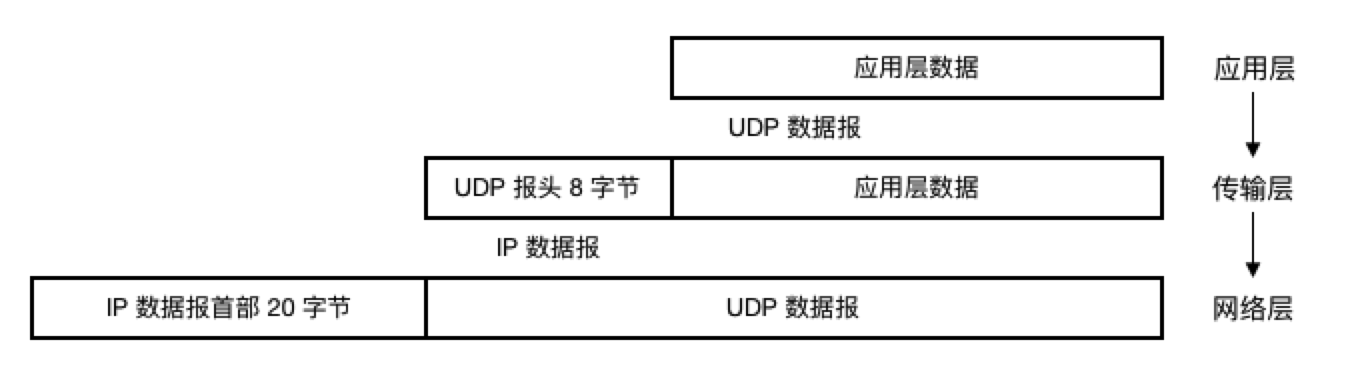 应用层数据
应用层
UDP 数据报
UDP 报头 8 字节
应用层数据
传输层
IP 数据报
IP 数据报首部 20 字节
UDP 数据报
网络层